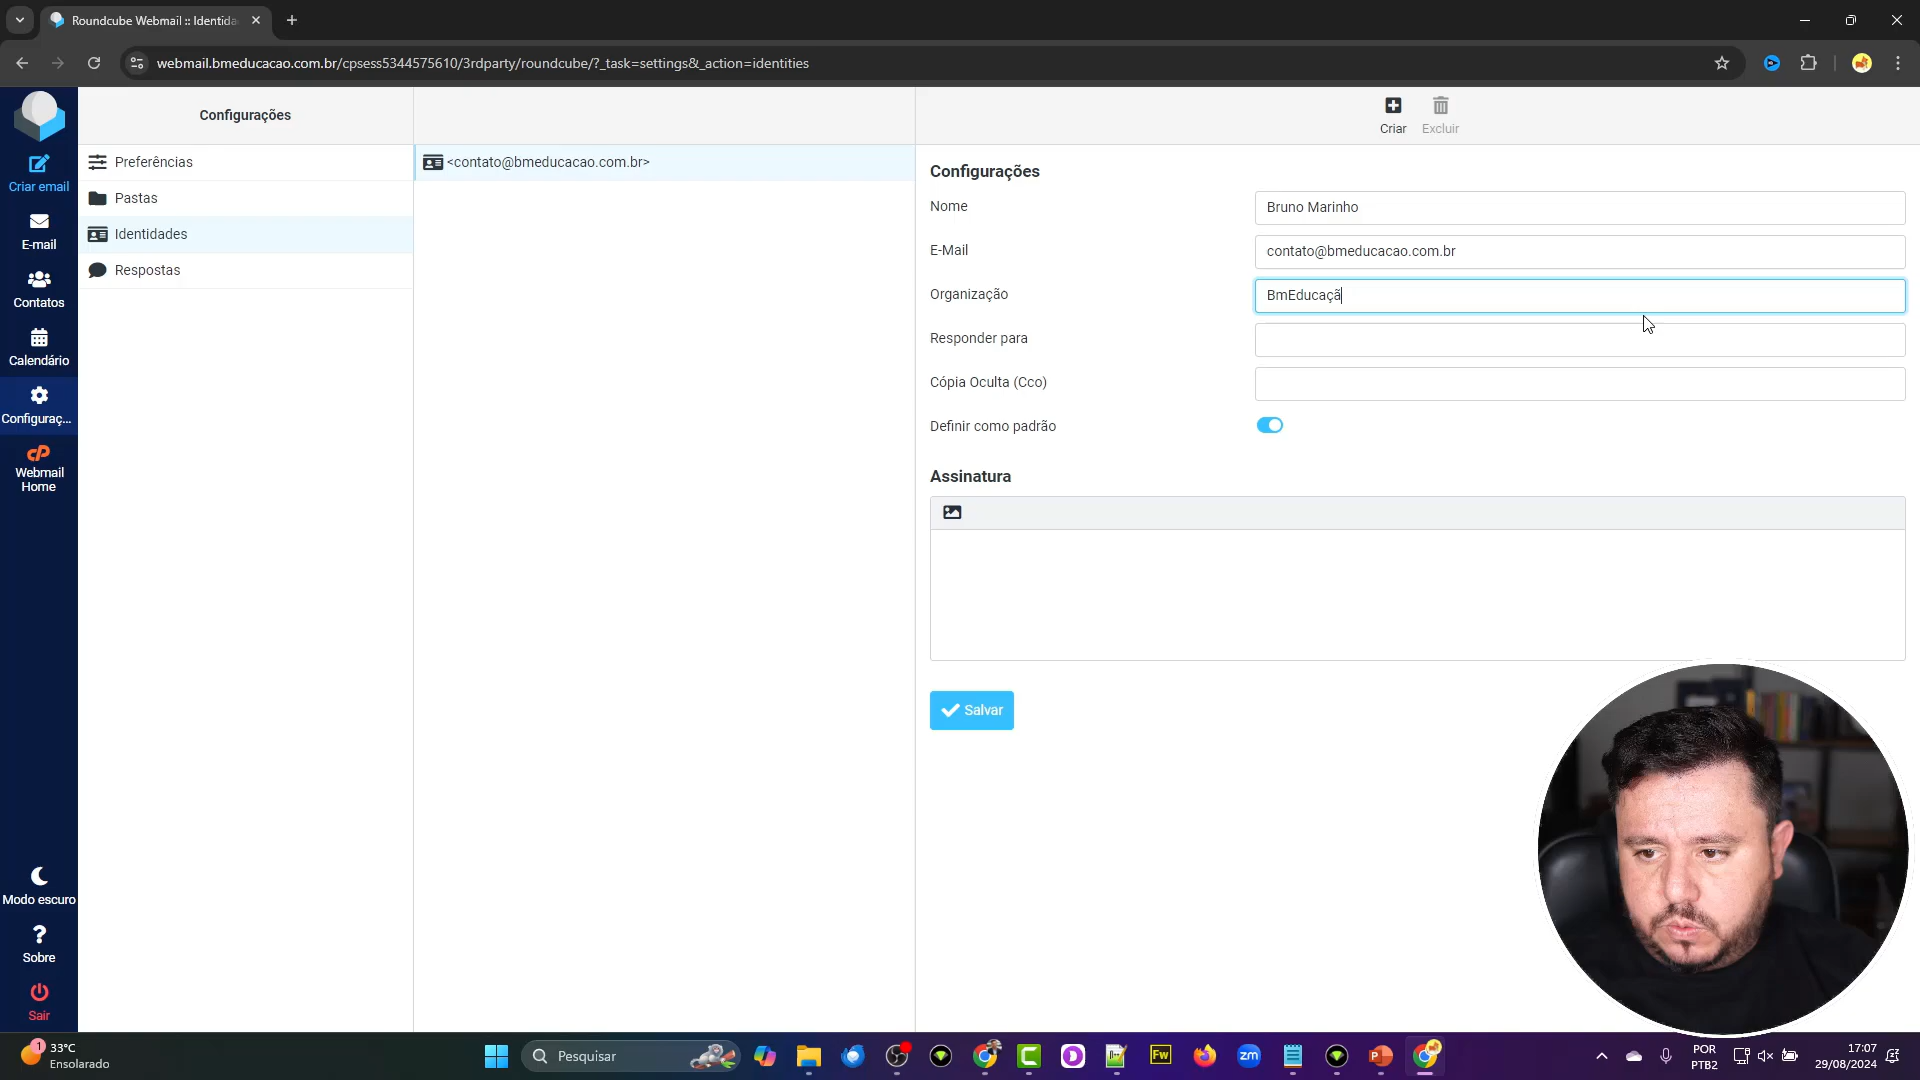 Roundcube Webmail :: Identida
webmail.bmeducacao.com.br/cpsess5344575610/3rdparty/roundcube/?_task=settings&_action=identities
Criar email
E-mail
Contatos
Calendário
Configuraç...
Webmail
Home
Modo escuro
Sobre
Sair
Configurações
Preferências
Pastas
Identidades
Respostas
<contato@bmeducacao.com.br>
Criar
Excluir
Configurações
Nome
Bruno Marinho
E-Mail
contato@bmeducacao.com.br
Organização
BmEducaçã
Responder para
Cópia Oculta (Cco)
Definir como padrão
Assinatura
Salvar
1
33°C
Ensolarado
Pesquisar
Fw
zm
POR
PTB2
17:07
29/08/2024